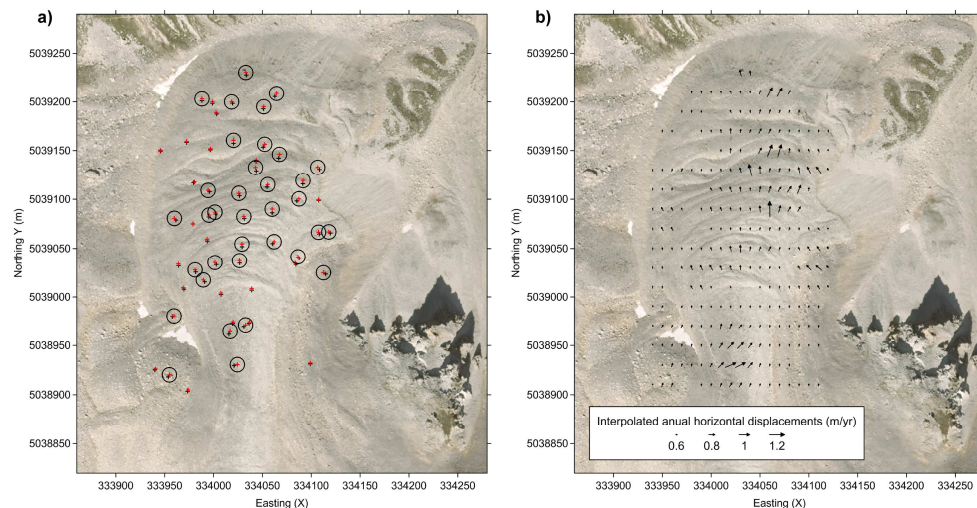 a)
5039250
5039200
5039150
5039100
5039050
5039000
5038950
5038900
5038850
Northing Y (m)
333900 333950 334000 334050 334100 334150 334200 334250
Easting (X)
b)
5039250
5039200
5039150
5039100
5039050
5039000
5038950
5038900
5038850
Northing Y (m)
Interpolated anual horizontal displacements (m/yr)
0.6 0.8 1 1.2
333900 333950 334000 334050 334100 334150 334200 334250
Easting (X)